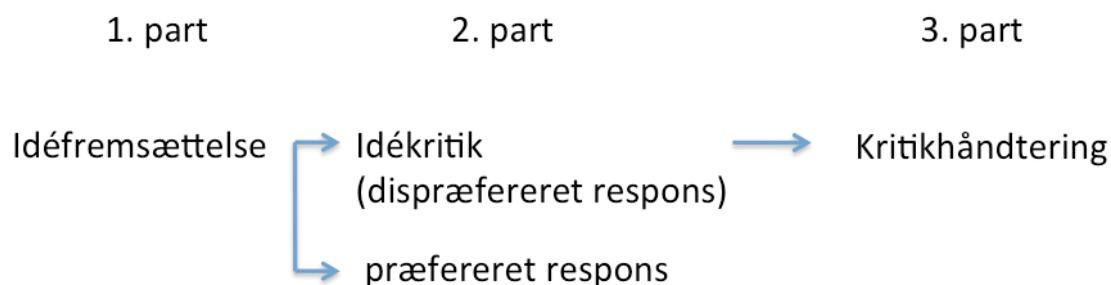 1. part 2. part 3. part
Idéfremsættelse Idékritik Kritikhåndtering
(dispræfereret respons)
præfereret respons